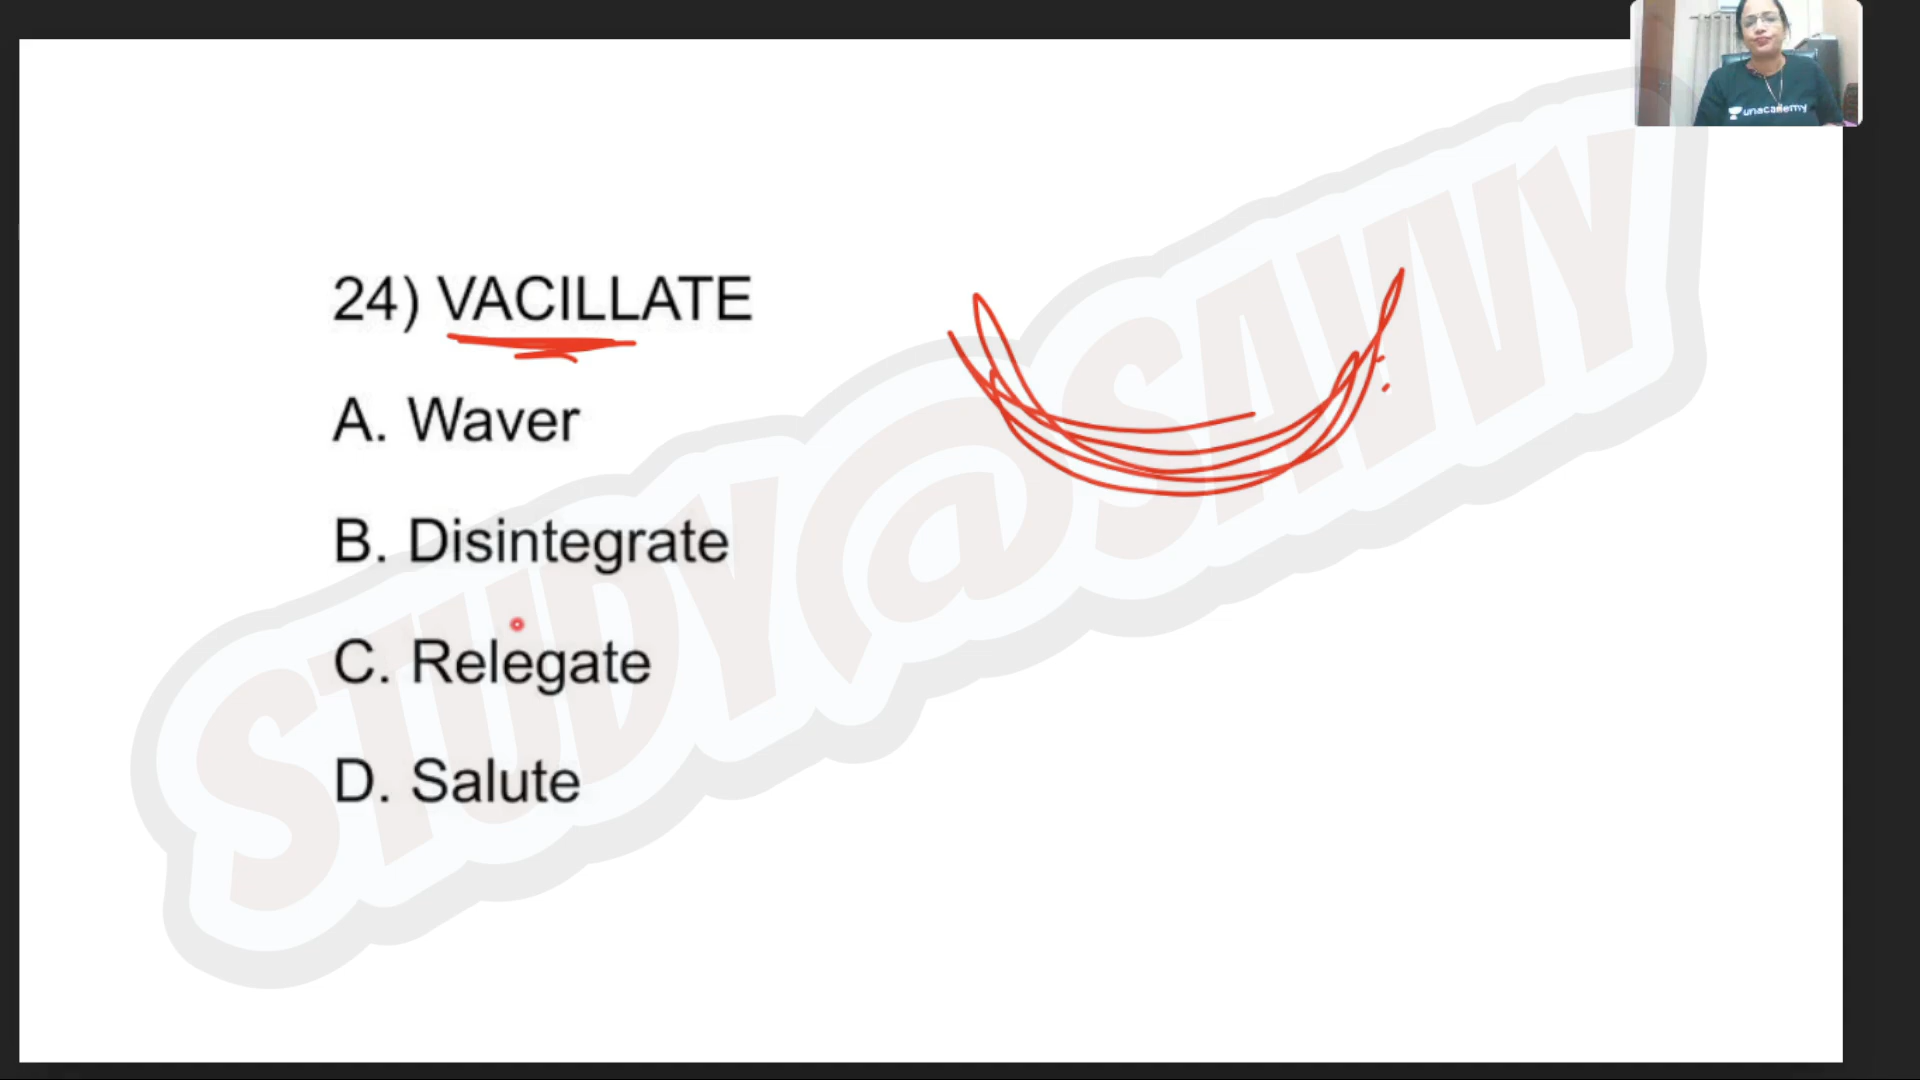 unacademy
24) VACILLATE
A. Waver
B. Disintegrate
C. Relegate
D. Salute
STUDY@SAVVY